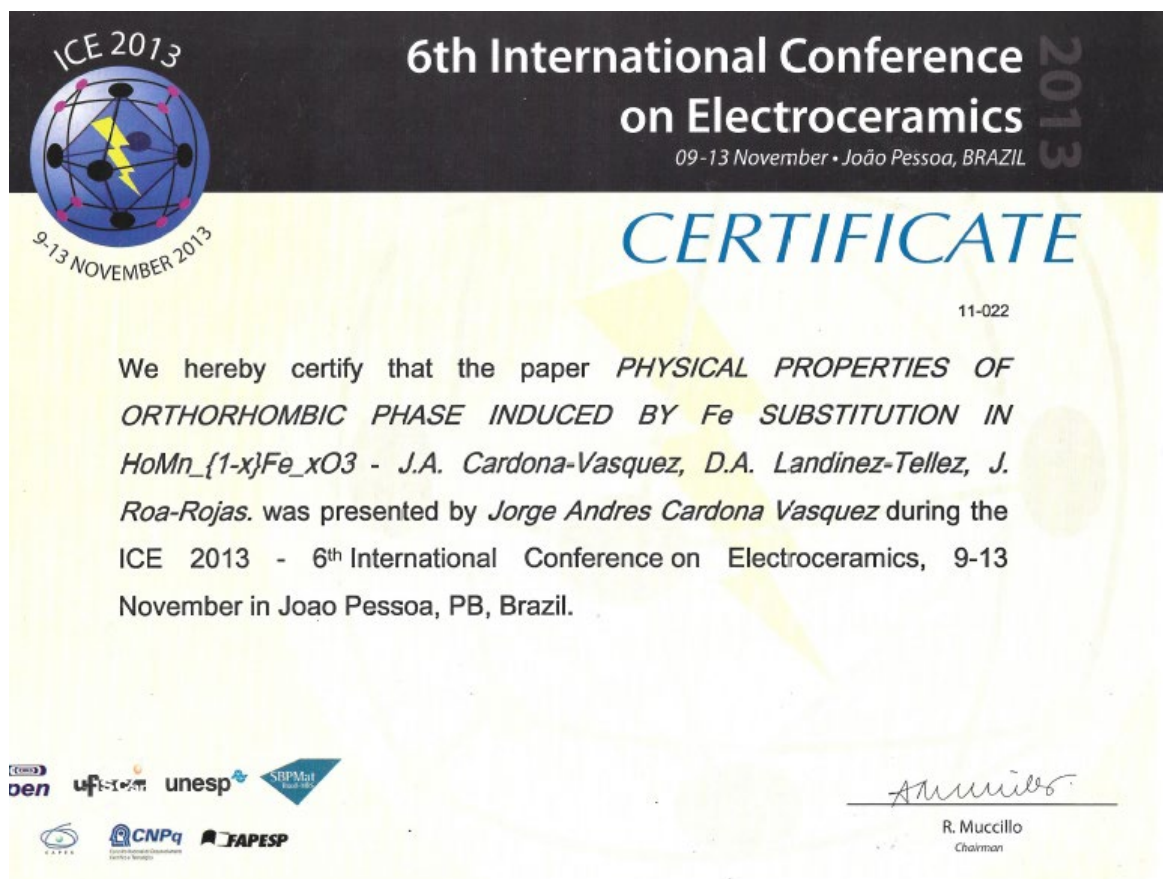 ICE 2013
6th International Conference
on Electroceramics
2013
09-13 November • João Pessoa, BRAZIL
9-13 NOVEMBER 2013
CERTIFICATE
11-022
We hereby certify that the paper PHYSICAL PROPERTIES OF
ORTHORHOMBIC PHASE INDUCED BY Fe SUBSTITUTION IN
HoMn_{1-x}Fe_xO3 - J.A. Cardona-Vasquez, D.A. Landinez-Tellez, J.
Roa-Rojas. was presented by Jorge Andres Cardona Vasquez during the
ICE 2013 - 6th International Conference on Electroceramics, 9-13
November in Joao Pessoa, PB, Brazil.
pen ufscar unesp SBPMat
CAPES CNPq FAPESP
R. Muccillo
Chairman